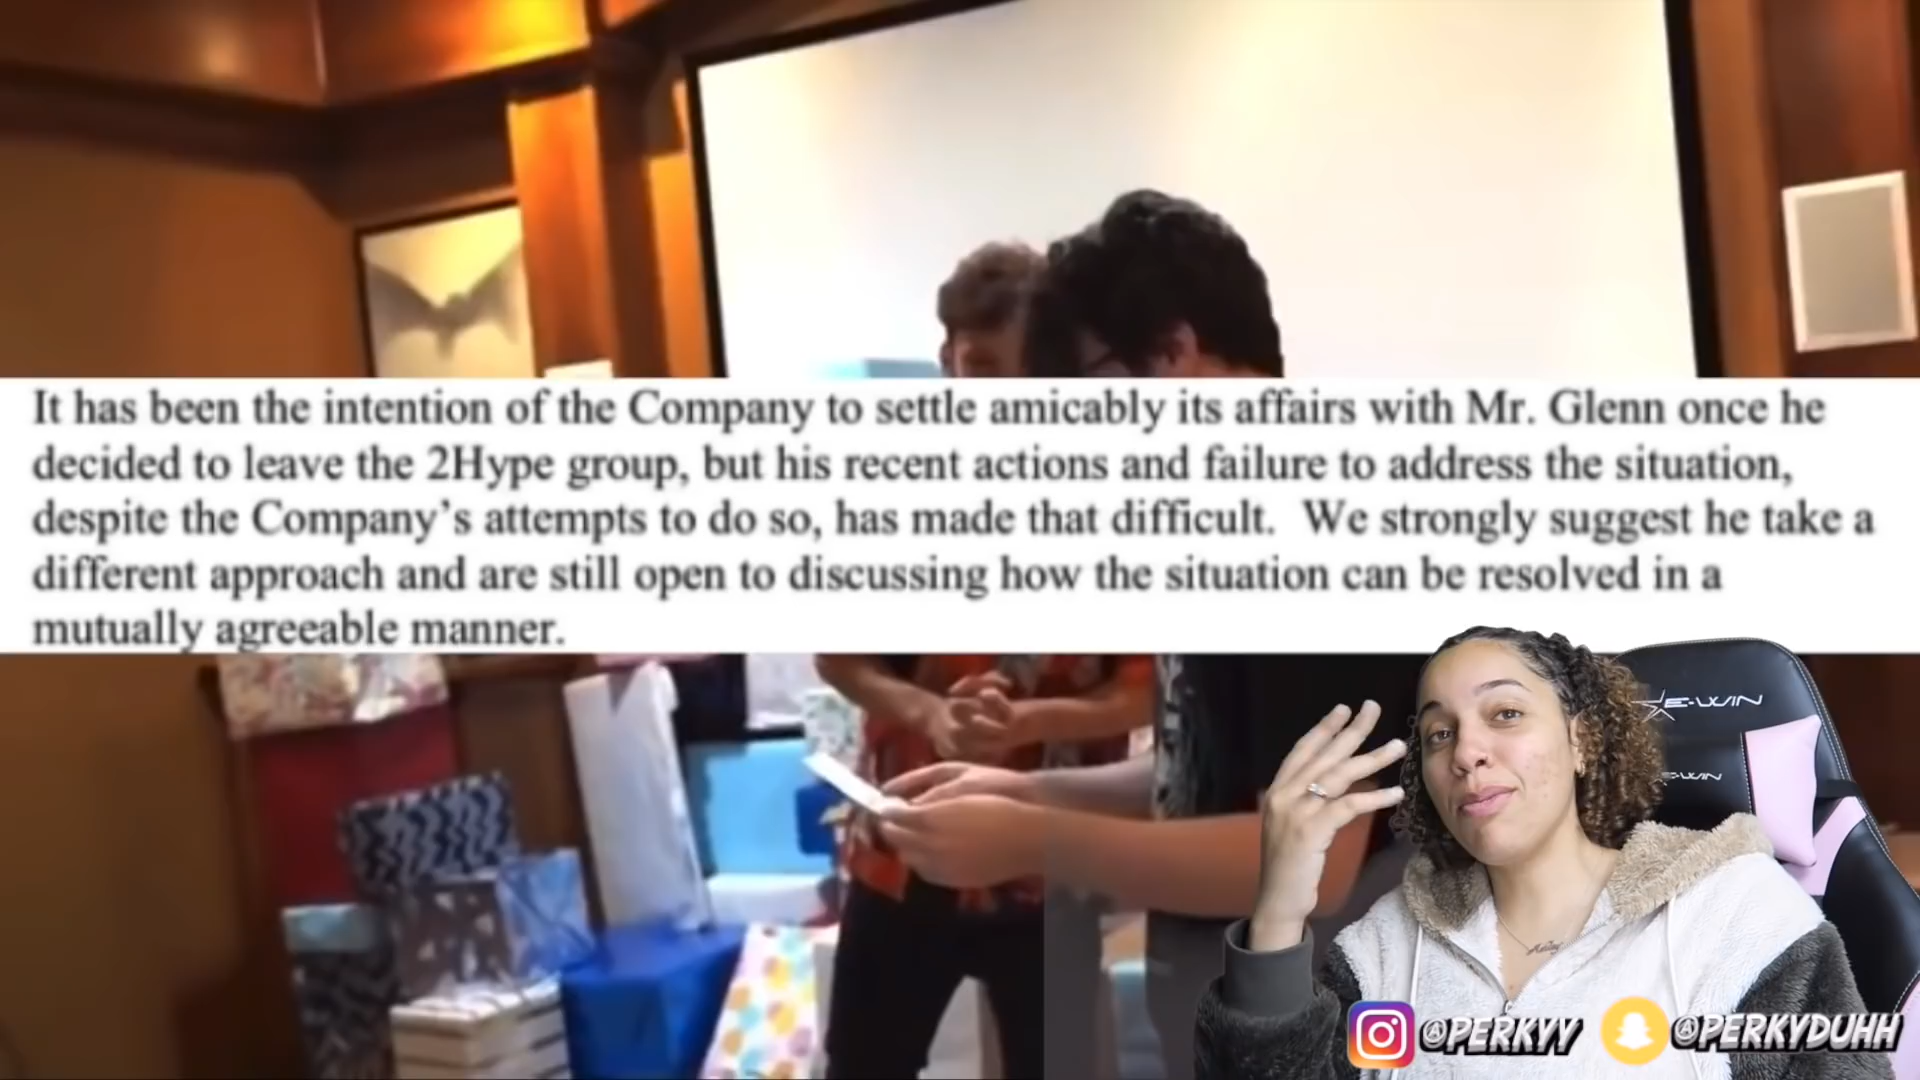 It has been the intention of the Company to settle amicably its affairs with Mr. Glenn once he
decided to leave the 2Hype group, but his recent actions and failure to address the situation,
despite the Company's attempts to do so, has made that difficult.  We strongly suggest he take a
different approach and are still open to discussing how the situation can be resolved in a
mutually agreeable manner.
E-WIN
E-WIN
@PERKYY @PERKYDUHH